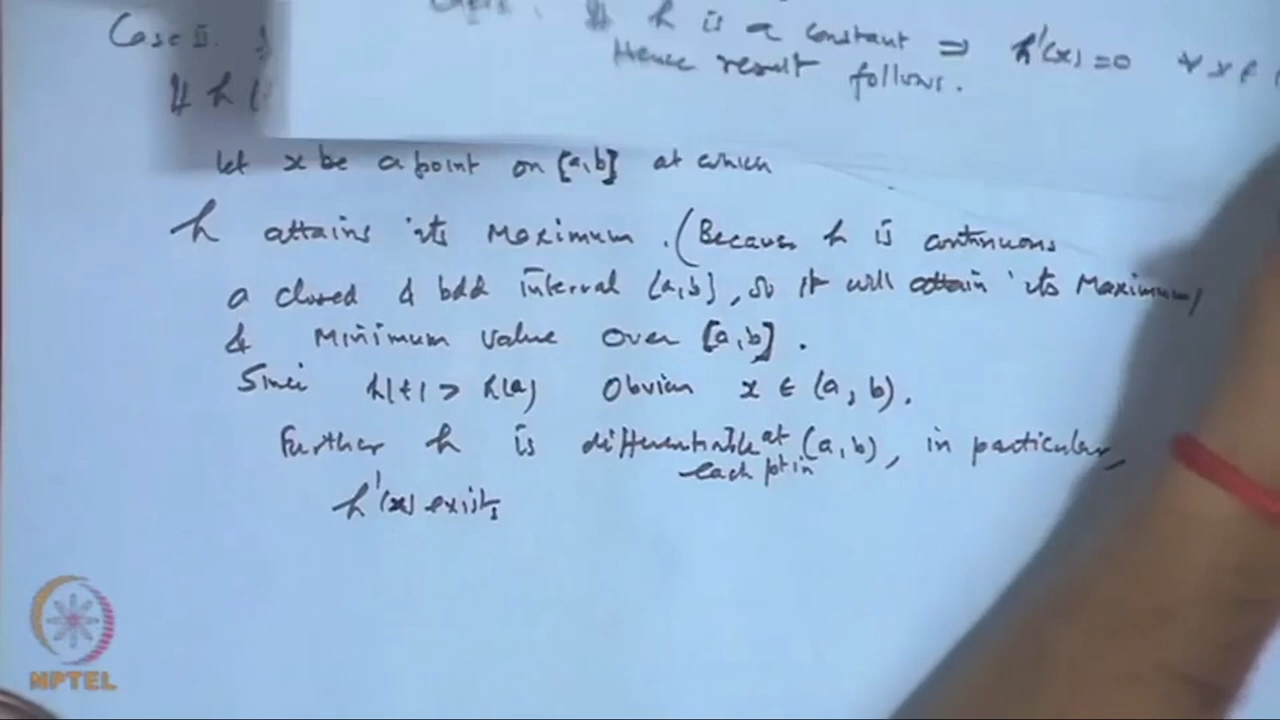 h is a constant ⇒ h'(x) = 0 ∀ x ∈
Hence result follows.
Case II.
If h (
let x be a point on [a,b] at which
h attains its Maximum. (Because h is continuous
a closed & bdd interval [a,b], so it will attain its Maximum
& Minimum value over [a,b].
Since h(t) > h(a) Obvious x ∈ (a, b).
Further h is differentiable at (a,b), in particular,
each pt in
h'(x) exists
NPTEL